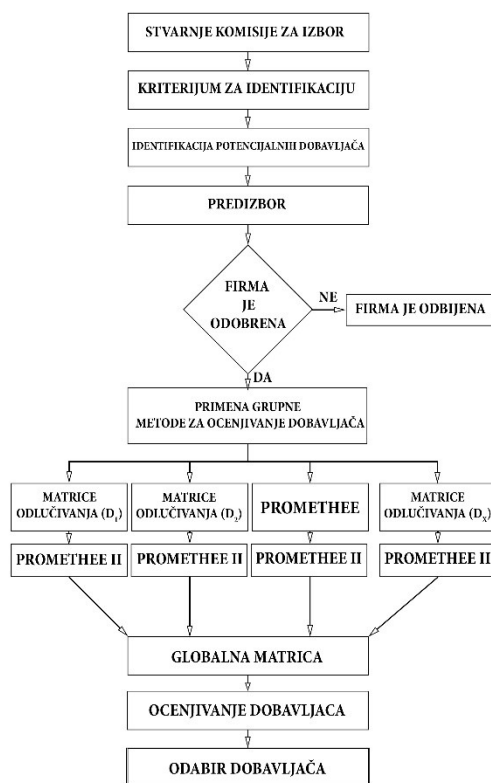 STVARNJE KOMISIJE ZA IZBOR
KRITERIJUM ZA IDENTIFIKACIJU
IDENTIFIKACIJA POTENCIJALNIH DOBAVLJAČA
PREDIZBOR
FIRMA
JE
ODOBRENA
NE
FIRMA JE ODBIJENA
DA
PRIMENA GRUPNE
METODE ZA OCENJIVANJE DOBAVLJAČA
MATRICE
ODLUČIVANJA (D₁)
MATRICE
ODLUČIVANJA (D₂)
PROMETHEE
MATRICE
ODLUČIVANJA (Dₓ)
PROMETHEE II
PROMETHEE II
PROMETHEE II
PROMETHEE II
GLOBALNA MATRICA
OCENJIVANJE DOBAVLJACA
ODABIR DOBAVLJAČA